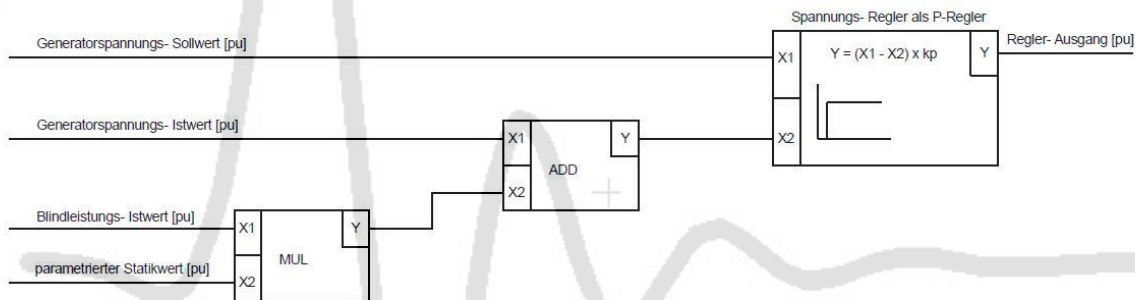 Spannungs- Regler als P-Regler
Generatorspannungs- Sollwert [pu]
X1
Y = (X1 - X2) x kp
Y
Regler- Ausgang [pu]
Generatorspannungs- Istwert [pu]
X1
Y
X2
ADD
X2
Blindleistungs- Istwert [pu]
X1
Y
MUL
parametrierter Statikwert [pu]
X2